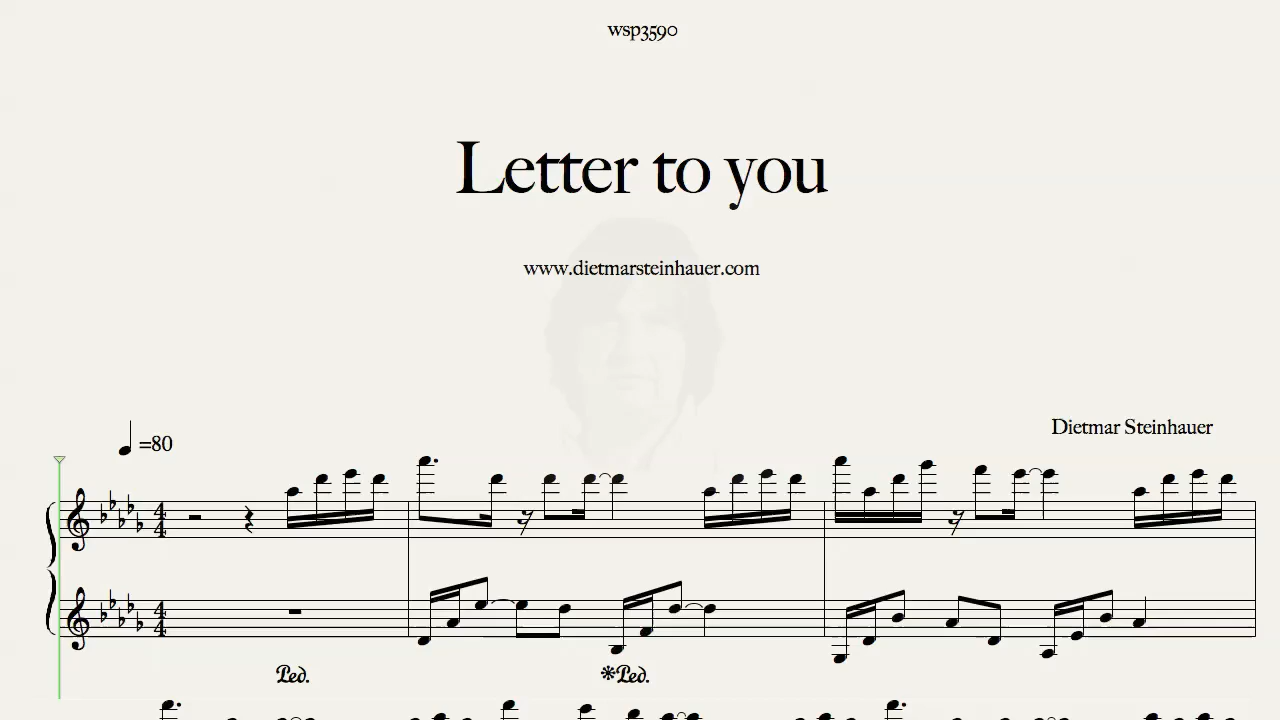 wsp3590
Letter to you
www.dietmarsteinhauer.com
Dietmar Steinhauer
=80
4
4
4
4
Ped.
*Ped.